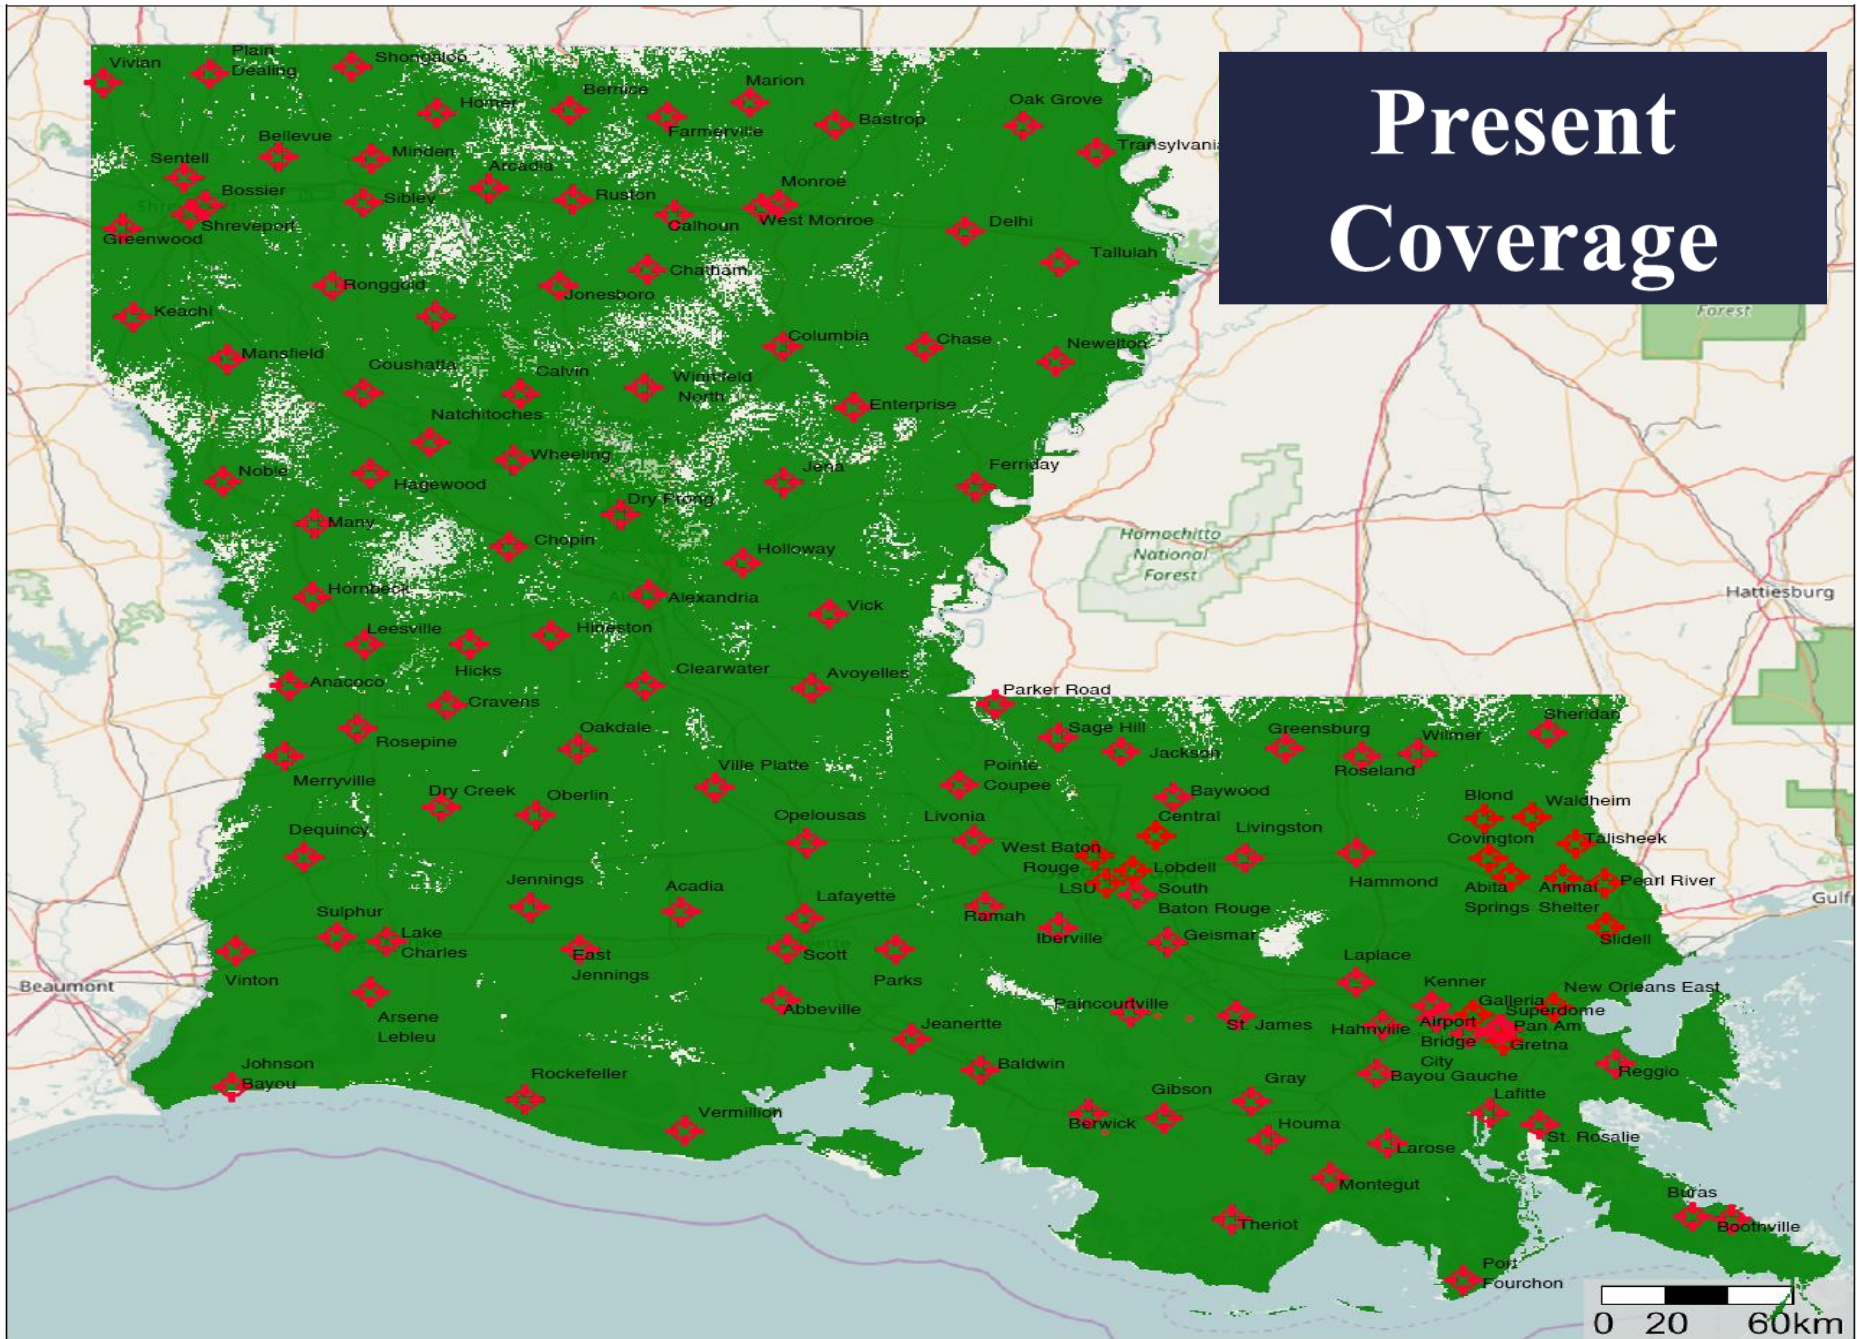 Present
Coverage
Vivian
Plain
Dealing
Shongaloo
Homer
Bernice
Farmerville
Marion
Bastrop
Oak Grove
Transylvani
Bellevue
Sentell
Minden
Arcadia
Bossier
Shreveport
Greenwood
Sibley
Ruston
Calhoun
Monroe
West Monroe
Delhi
Tallulah
Ronggold
Jonesboro
Chatham
Keachi
Mansfield
Coushatta
Calvin
Winnfield
North
Columbia
Chase
Newelton
Enterprise
Natchitoches
Wheeling
Noble
Hagewood
Jena
Ferriday
Dry Prong
Many
Chopin
Holloway
Hornbeck
Alexandria
Vick
Leesville
Hineston
Hicks
Clearwater
Avoyelles
Anacoco
Cravens
Parker Road
Rosepine
Oakdale
Sage Hill
Jackson
Greensburg
Roseland
Wilmer
Sheridan
Merryville
Ville Platte
Pointe
Coupee
Dry Creek
Oberlin
Baywood
Blond
Waldheim
Dequincy
Opelousas
Livonia
Central
Livingston
Covington
Talisheek
West Baton
Rouge
Lobdell
LSU
South
Baton Rouge
Hammond
Abita
Springs
Animal
Shelter
Pearl River
Slidell
Jennings
Acadia
Lafayette
Ramah
Iberville
Geismar
Sulphur
Lake
Charles
East
Jennings
Scott
Parks
Vinton
Laplace
Kenner
New Orleans East
Galleria
Superdome
Airport
Pan Am
Bridge
City
Gretna
Arsene
Lebleu
Abbeville
Jeanertte
Paincourtville
St. James
Hahnville
Johnson
Bayou
Rockefeller
Baldwin
Gibson
Gray
Bayou Gauche
Reggio
Lafitte
Vermillion
Berwick
Houma
Larose
St. Rosalie
Montegut
Theriot
Buras
Boothville
Port
Fourchon
Forest
Homochitto
National
Forest
Hattiesburg
Gulf
Beaumont
0 20 60km